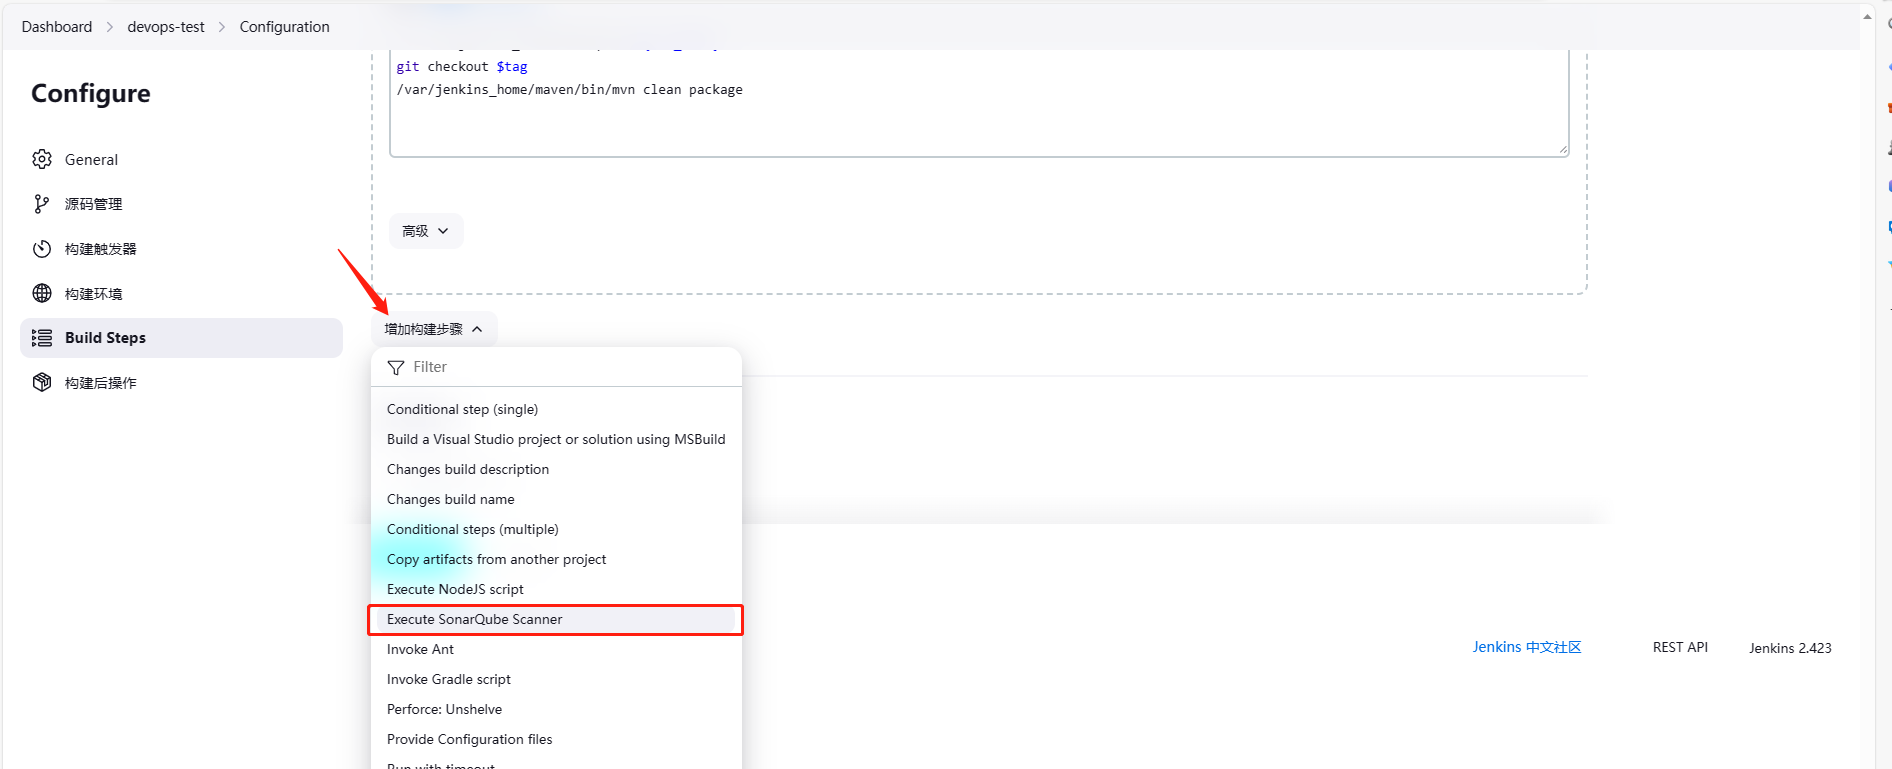 Dashboard > devops-test > Configuration
Configure
General
源码管理
构建触发器
构建环境
Build Steps
构建后操作
git checkout $tag
/var/jenkins_home/maven/bin/mvn clean package
高级
增加构建步骤
Filter
Conditional step (single)
Build a Visual Studio project or solution using MSBuild
Changes build description
Changes build name
Conditional steps (multiple)
Copy artifacts from another project
Execute NodeJS script
Execute SonarQube Scanner
Invoke Ant
Invoke Gradle script
Perforce: Unshelve
Provide Configuration files
Run with timeout
Jenkins 中文社区
REST API
Jenkins 2.423